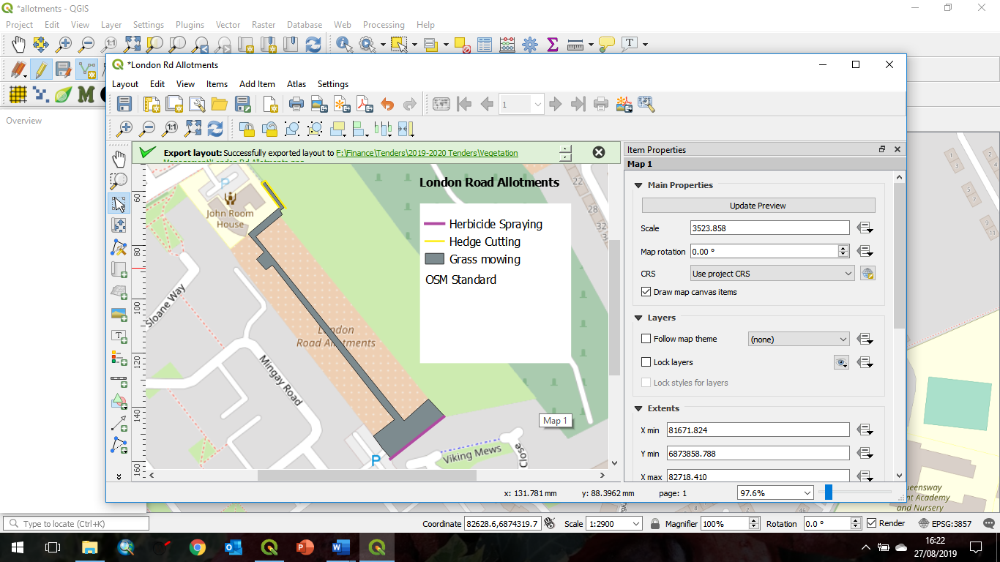 *allotments - QGIS
Project Edit View Layer Settings Plugins Vector Raster Database Web Processing Help
*London Rd Allotments
Layout Edit View Items Add Item Atlas Settings
1
Overview
Export layout: Successfully exported layout to F:\Finance\Tenders\2019-2020 Tenders\Vegetation
Management\London Rd Allotments.png
60
80
100
120
140
160
P
John Room
House
Sloane Way
London
Road Allotments
Mingay Road
P
Viking Mews
Close
22
28
32
London Road Allotments
Herbicide Spraying
Hedge Cutting
Grass mowing
OSM Standard
Map 1
Item Properties
Map 1
Main Properties
Update Preview
Scale 3523.858
Map rotation 0.00 °
CRS Use project CRS
Draw map canvas items
Layers
Follow map theme (none)
Lock layers
Lock styles for layers
Extents
X min 81671.824
Y min 6873858.788
X max 82718.410
x: 131.781 mm y: 88.3962 mm page: 1 97.6%
1
3
5
7
ueensway
nt Academy
and Nursery
Type to locate (Ctrl+K) Coordinate 82628.6,6874319.7 Scale 1:2900 Magnifier 100% Rotation 0.0 ° Render EPSG:3857
16:22
27/08/2019